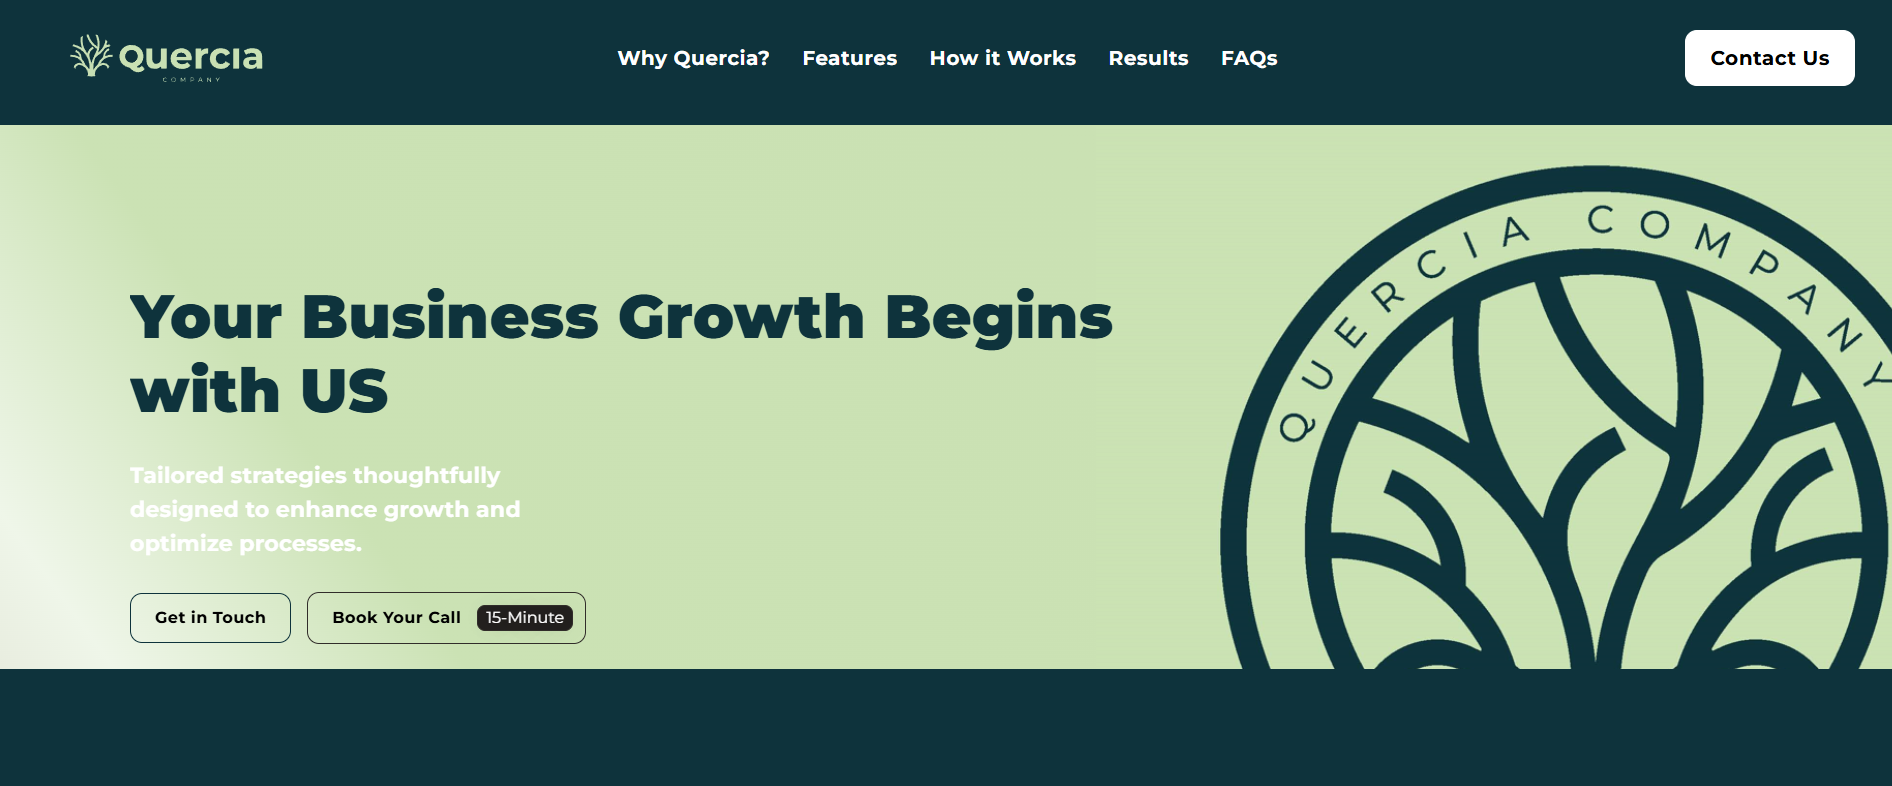 Quercia
COMPANY
Why Quercia? Features How it Works Results FAQs
Contact Us
QUERCIA COMPANY
Your Business Growth Begins
with US
Tailored strategies thoughtfully
designed to enhance growth and
optimize processes.
Get in Touch
Book Your Call 15-Minute